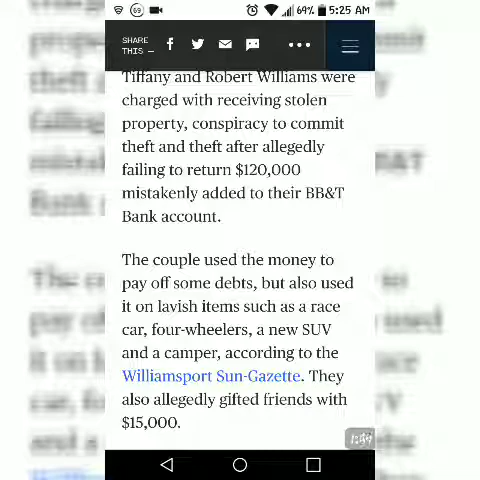 69
69% 5:25 AM
SHARE
THIS —
Tiffany and Robert Williams were
charged with receiving stolen
property, conspiracy to commit
theft and theft after allegedly
failing to return $120,000
mistakenly added to their BB&T
Bank account.
The couple used the money to
pay off some debts, but also used
it on lavish items such as a race
car, four-wheelers, a new SUV
and a camper, according to the
Williamsport Sun-Gazette. They
also allegedly gifted friends with
$15,000.